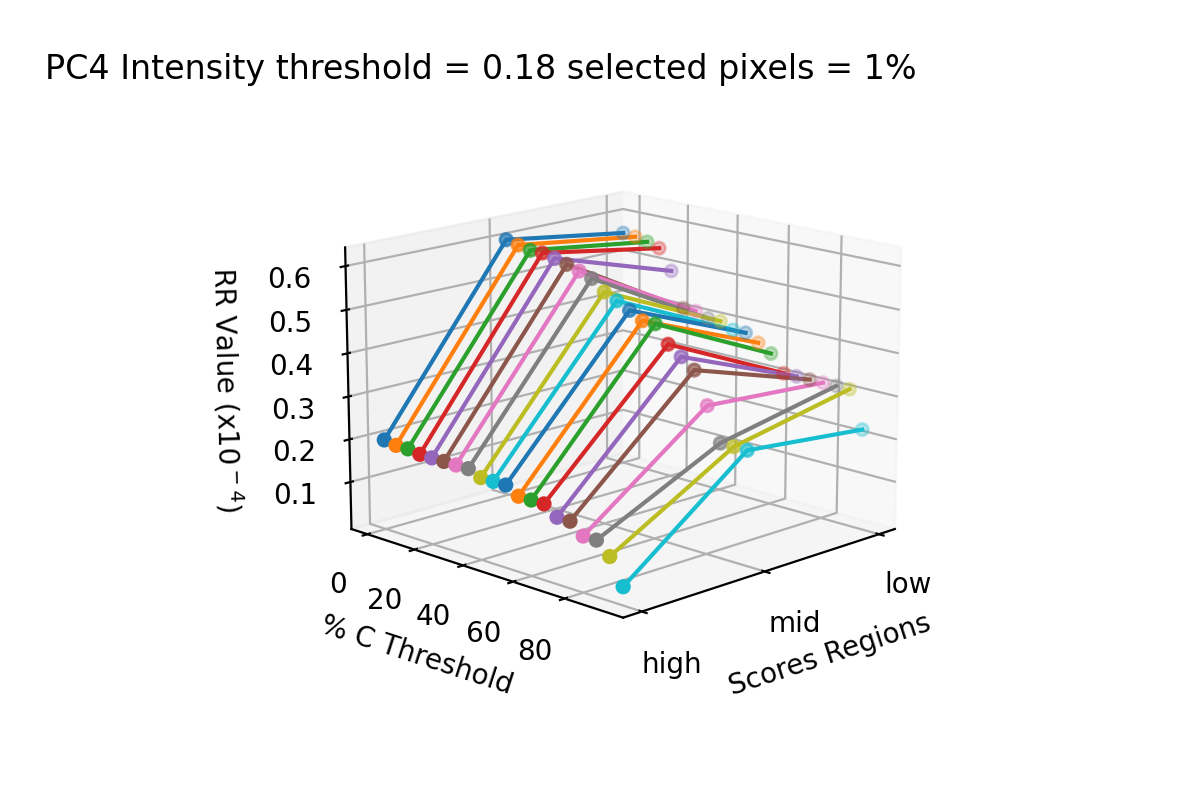 PC4 Intensity threshold = 0.18 selected pixels = 1%
RR Value (x10⁻⁴)
0.6
0.5
0.4
0.3
0.2
0.1
0
20
40
60
80
% C Threshold
high
mid
low
Scores Regions